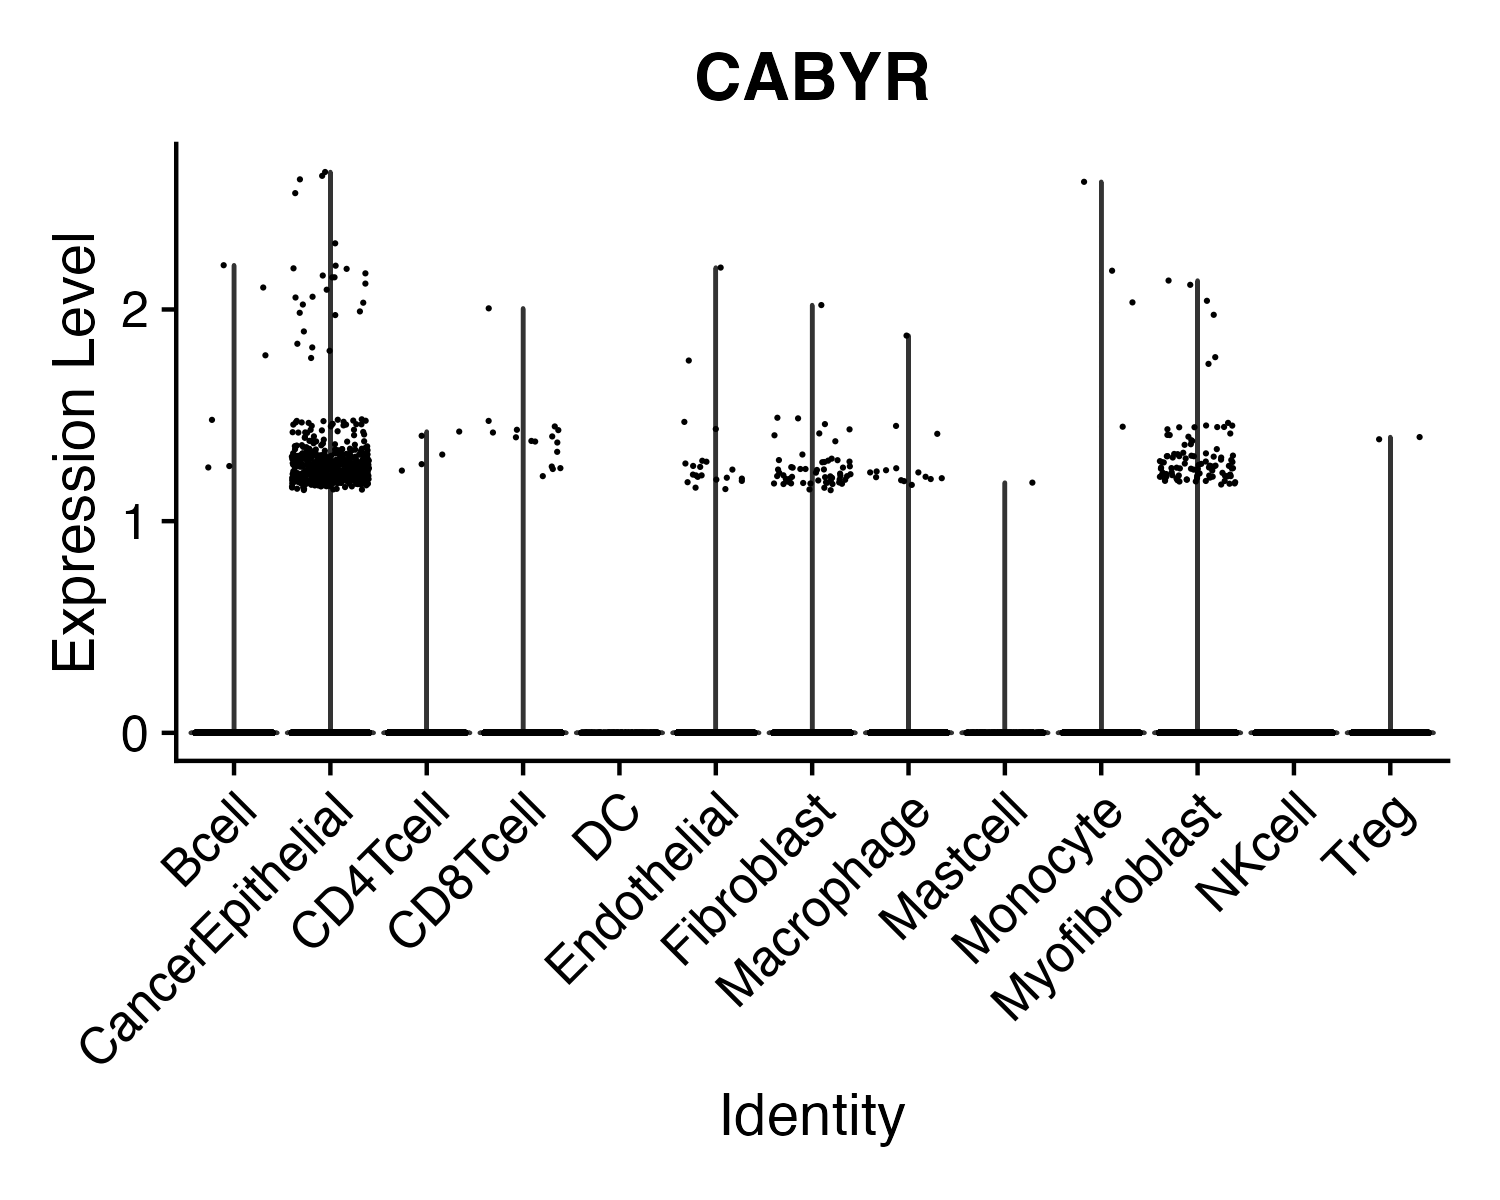 CABYR
Expression Level
2
1
0
Bcell
CancerEpithelial
CD4Tcell
CD8Tcell
DC
Endothelial
Fibroblast
Macrophage
Mastcell
Monocyte
Myofibroblast
NKcell
Treg
Identity